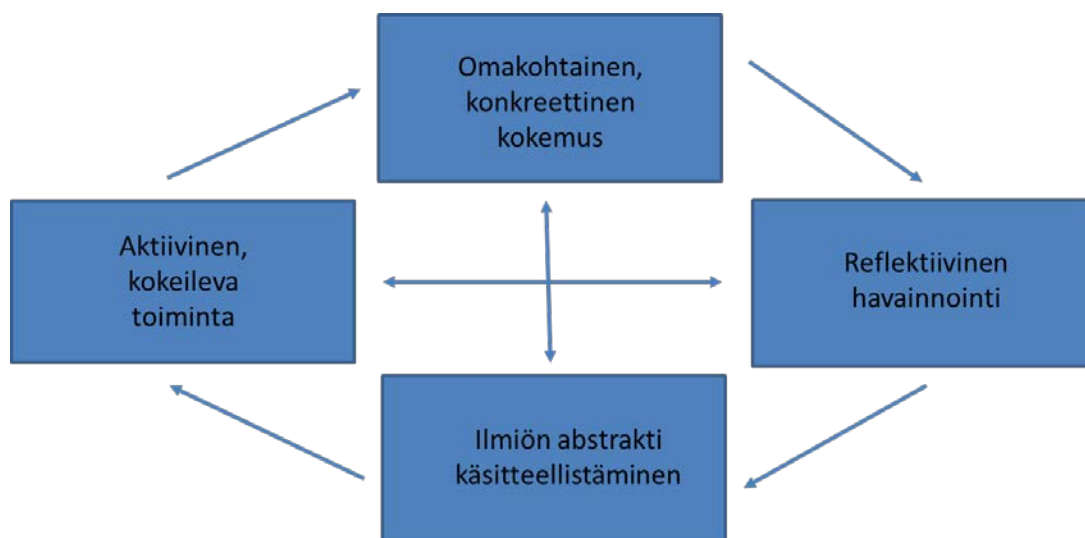 Omakohtainen,
konkreettinen
kokemus
Aktiivinen,
kokeileva
toiminta
Reflektiivinen
havainnointi
Ilmiön abstrakti
käsitteellistäminen